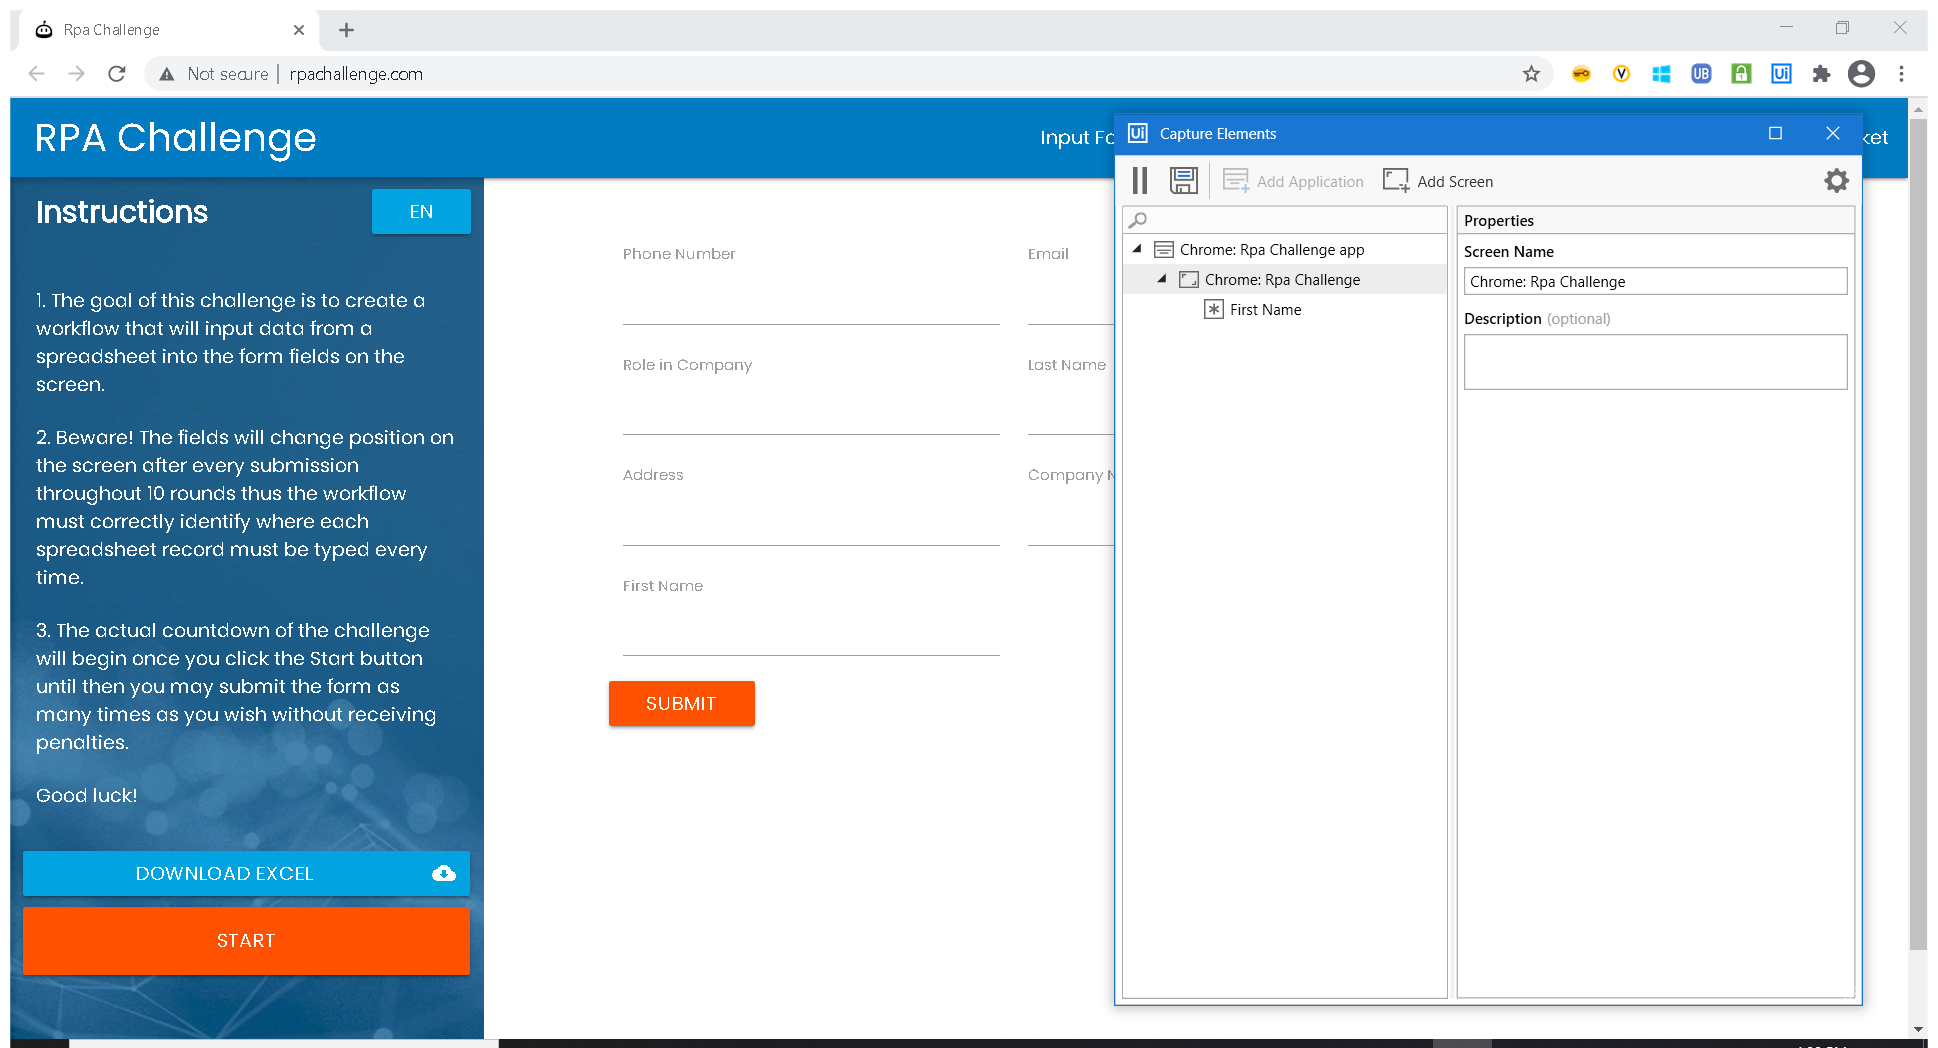 Rpa Challenge
Not secure | rpachallenge.com
V
UB
Ui
RPA Challenge
Input Fo
ket
Instructions
EN
1. The goal of this challenge is to create a
workflow that will input data from a
spreadsheet into the form fields on the
screen.
2. Beware! The fields will change position on
the screen after every submission
throughout 10 rounds thus the workflow
must correctly identify where each
spreadsheet record must be typed every
time.
3. The actual countdown of the challenge
will begin once you click the Start button
until then you may submit the form as
many times as you wish without receiving
penalties.
Good luck!
DOWNLOAD EXCEL
START
Phone Number
Email
Role in Company
Last Name
Address
Company N
First Name
SUBMIT
Ui Capture Elements
Add Application
Add Screen
Chrome: Rpa Challenge app
Chrome: Rpa Challenge
First Name
Properties
Screen Name
Chrome: Rpa Challenge
Description (optional)